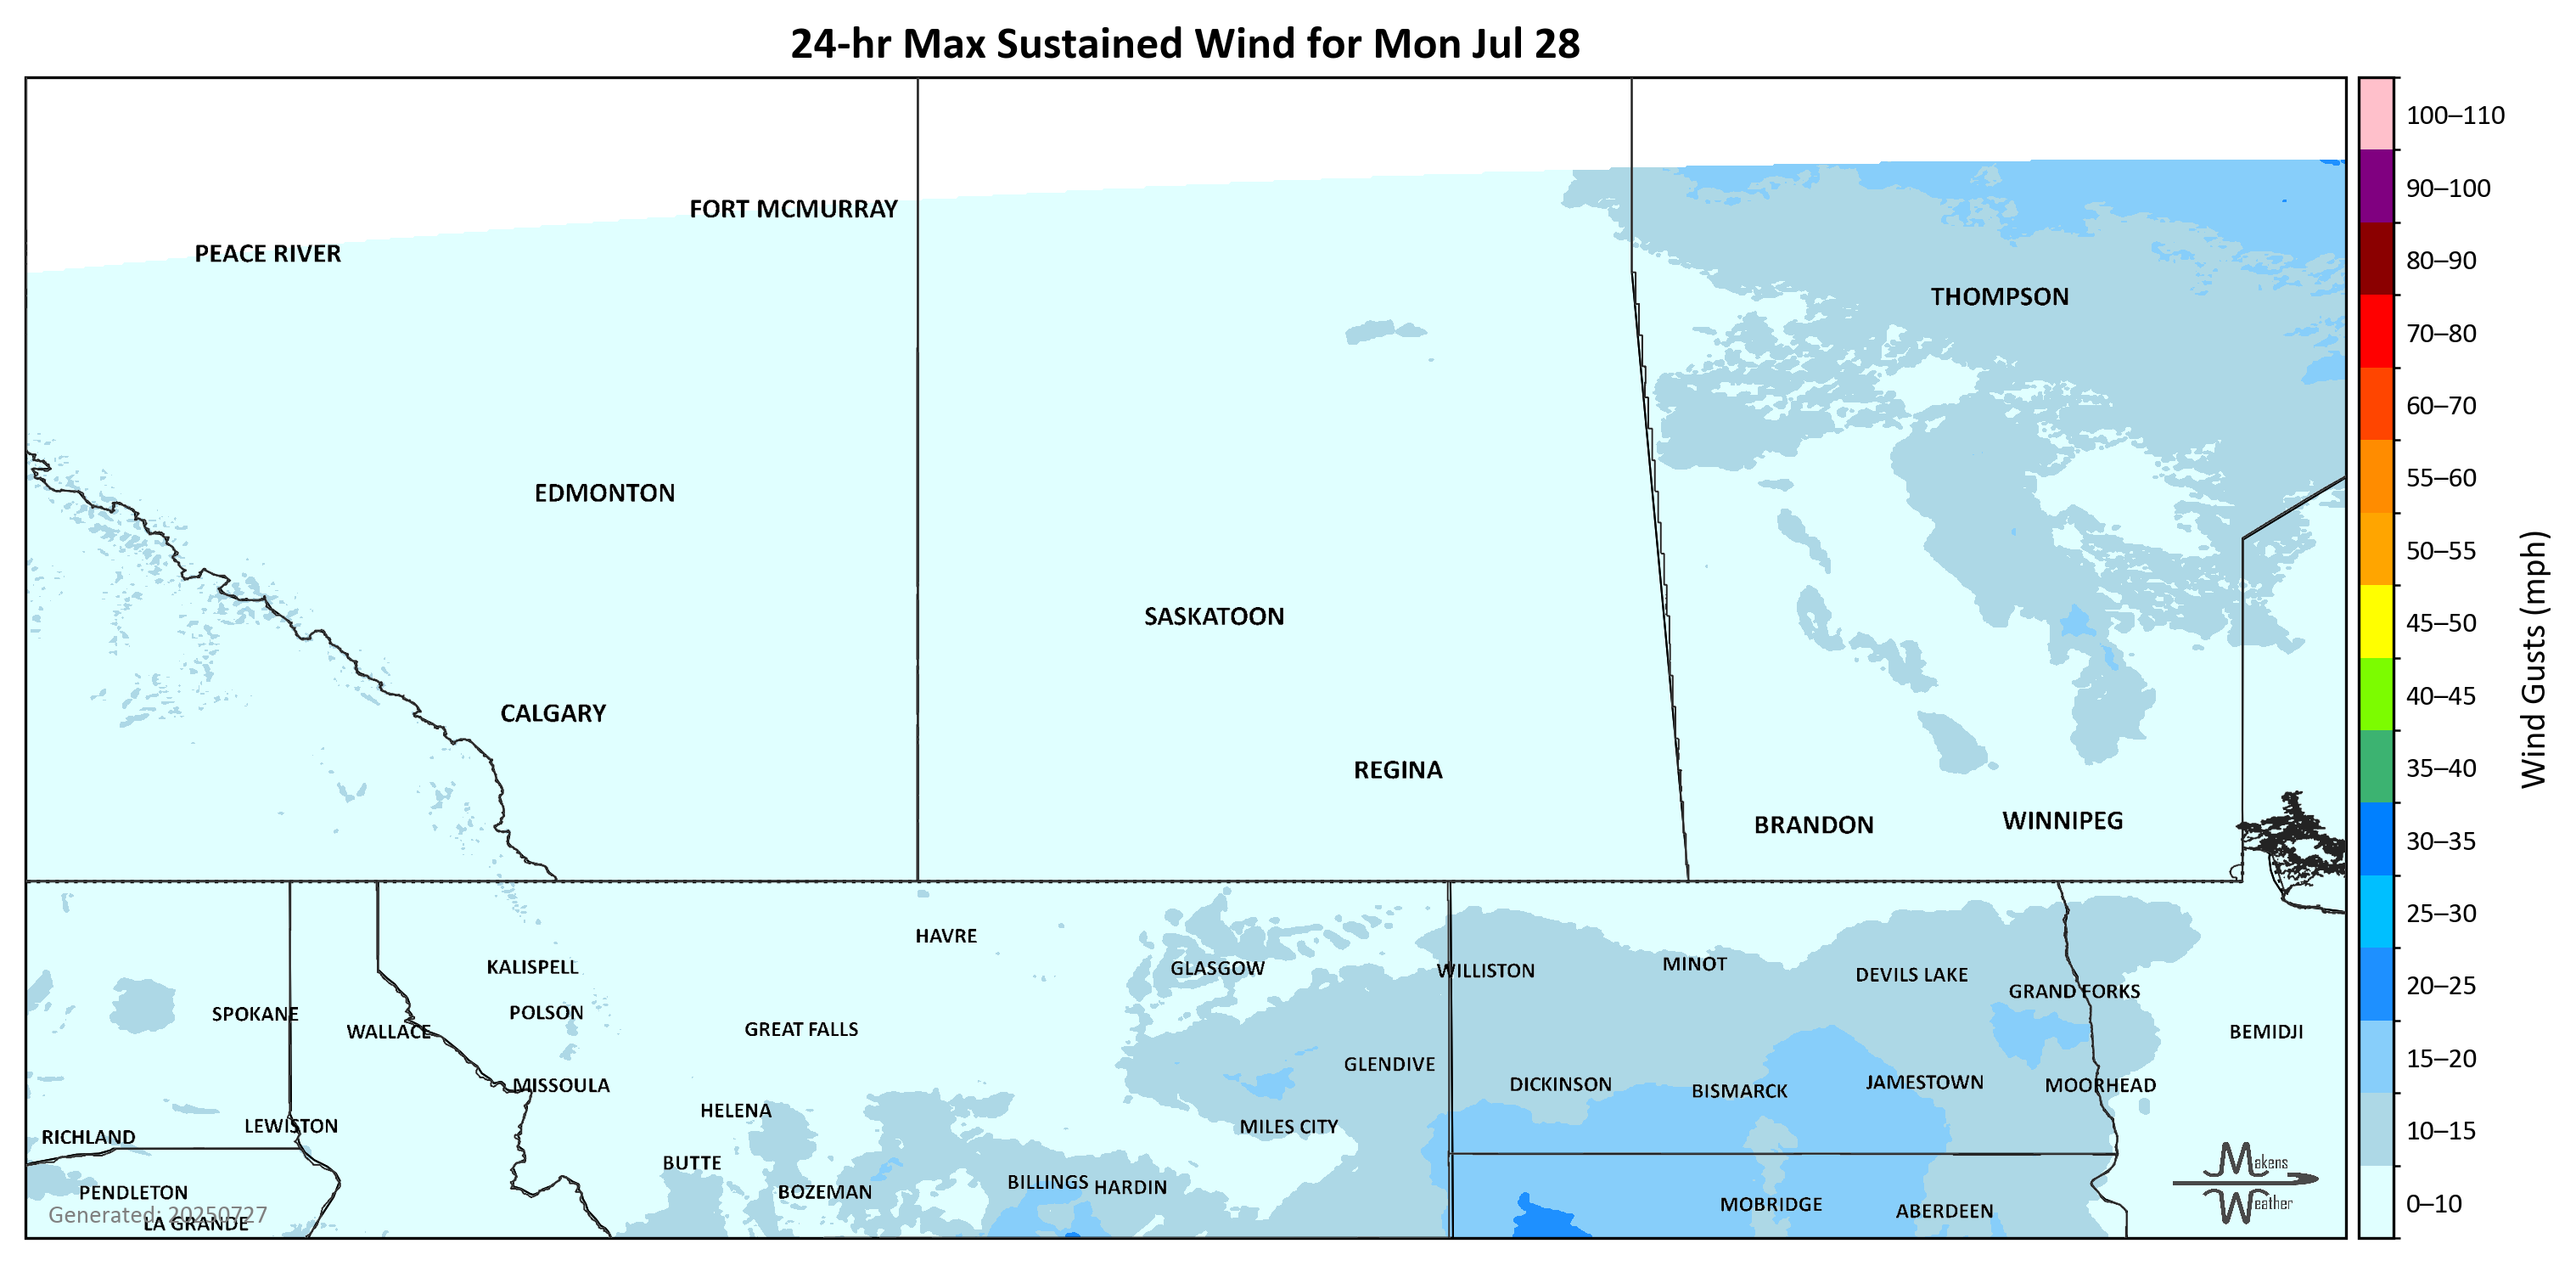 24-hr Max Sustained Wind for Mon Jul 28
100–110
90–100
80–90
70–80
60–70
55–60
50–55
45–50
40–45
35–40
30–35
25–30
20–25
15–20
10–15
0–10
Wind Gusts (mph)
FORT MCMURRAY
PEACE RIVER
THOMPSON
EDMONTON
SASKATOON
CALGARY
REGINA
BRANDON
WINNIPEG
HAVRE
KALISPELL
GLASGOW
WILLISTON
MINOT
DEVILS LAKE
GRAND FORKS
SPOKANE
POLSON
WALLACE
GREAT FALLS
BEMIDJI
GLENDIVE
MISSOULA
DICKINSON
BISMARCK
JAMESTOWN
MOORHEAD
HELENA
LEWISTON
MILES CITY
RICHLAND
BUTTE
PENDLETON
BOZEMAN
BILLINGS
HARDIN
MOBRIDGE
ABERDEEN
Generated: 20250727
LA GRANDE
Makens
Weather